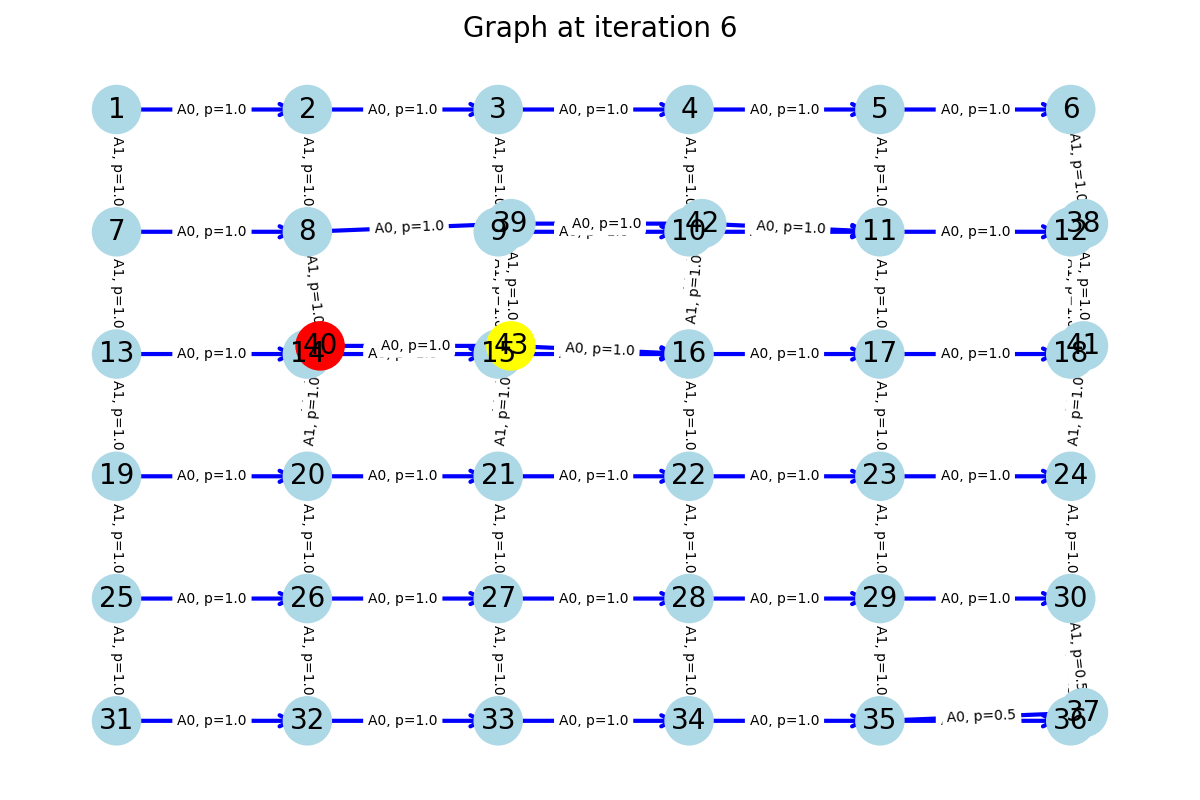 Graph at iteration 6
1 A0, p=1.0 2 A0, p=1.0 3 A0, p=1.0 4 A0, p=1.0 5 A0, p=1.0 6
A1, p=1.0 A1, p=1.0 A1, p=1.0 A1, p=1.0 A1, p=1.0 A1, p=1.0
39 A0, p=1.0 42 38
7 A0, p=1.0 8 A0, p=1.0 9 10 A0, p=1.0 11 A0, p=1.0 12
A1, p=1.0 A1, p=1.0 A1, p=1.0 A1, p=1.0 A1, p=1.0 A1, p=1.0
40 A0, p=1.0 43 A0, p=1.0 41
13 A0, p=1.0 14 15 16 A0, p=1.0 17 A0, p=1.0 18
A1, p=1.0 A1, p=1.0 A1, p=1.0 A1, p=1.0 A1, p=1.0 A1, p=1.0
19 A0, p=1.0 20 A0, p=1.0 21 A0, p=1.0 22 A0, p=1.0 23 A0, p=1.0 24
A1, p=1.0 A1, p=1.0 A1, p=1.0 A1, p=1.0 A1, p=1.0 A1, p=1.0
25 A0, p=1.0 26 A0, p=1.0 27 A0, p=1.0 28 A0, p=1.0 29 A0, p=1.0 30
A1, p=1.0 A1, p=1.0 A1, p=1.0 A1, p=1.0 A1, p=1.0 A1, p=0.5
37
31 A0, p=1.0 32 A0, p=1.0 33 A0, p=1.0 34 A0, p=1.0 35 A0, p=0.5 36